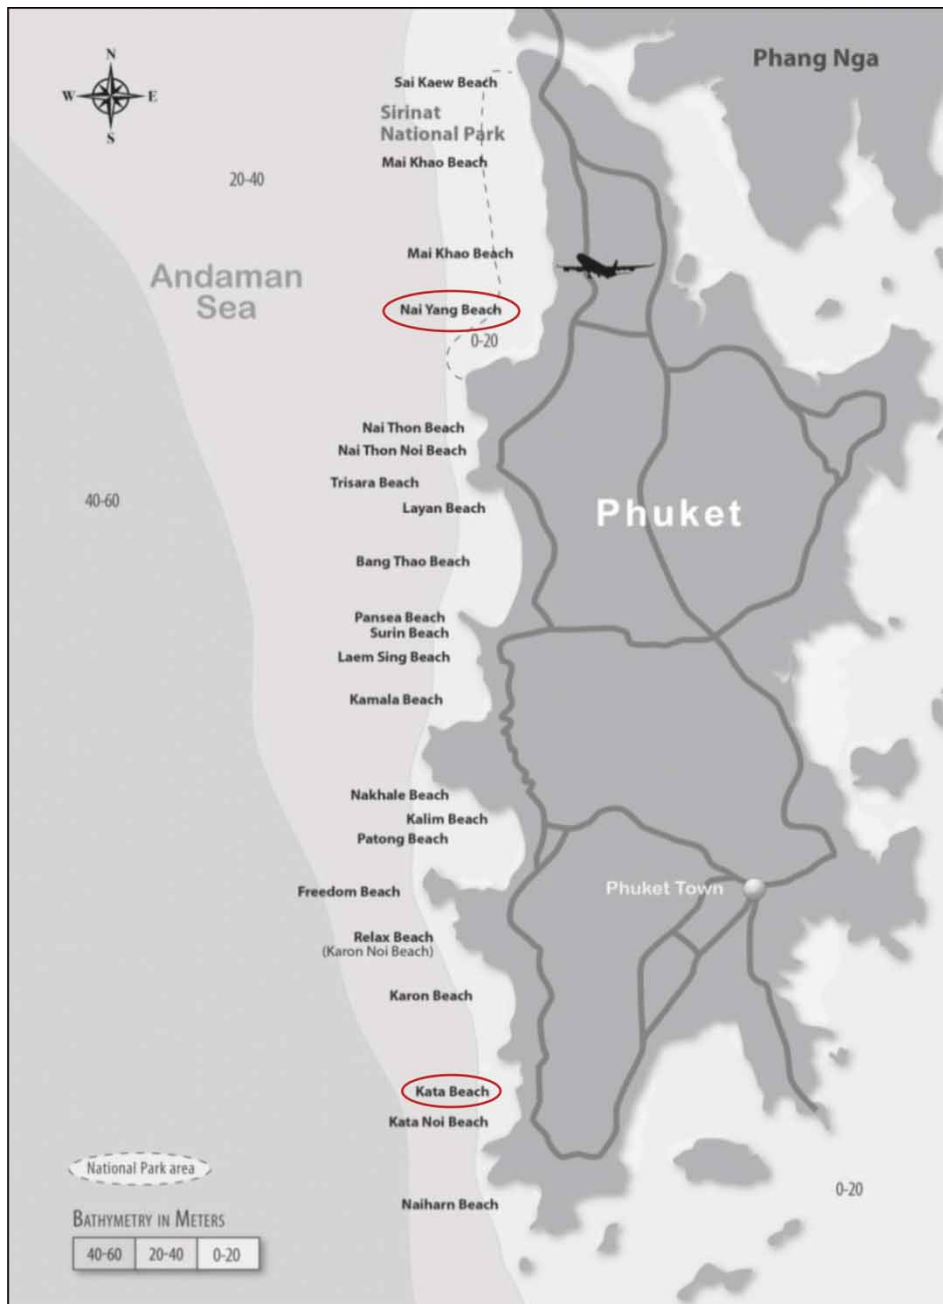 N
Phang Nga
W
E
S
Sai Kaew Beach
Sirinat
National Park
Mai Khao Beach
20-40
Mai Khao Beach
Andaman
Sea
Nai Yang Beach
0-20
Nai Thon Beach
Nai Thon Noi Beach
Trisara Beach
40-60
Layan Beach
Phuket
Bang Thao Beach
Pansea Beach
Surin Beach
Laem Sing Beach
Kamala Beach
Nakhale Beach
Kalim Beach
Patong Beach
Phuket Town
Freedom Beach
Relax Beach
(Karon Noi Beach)
Karon Beach
Kata Beach
Kata Noi Beach
National Park area
0-20
Naiharn Beach
BATHYMETRY IN METERS
40-60 20-40 0-20